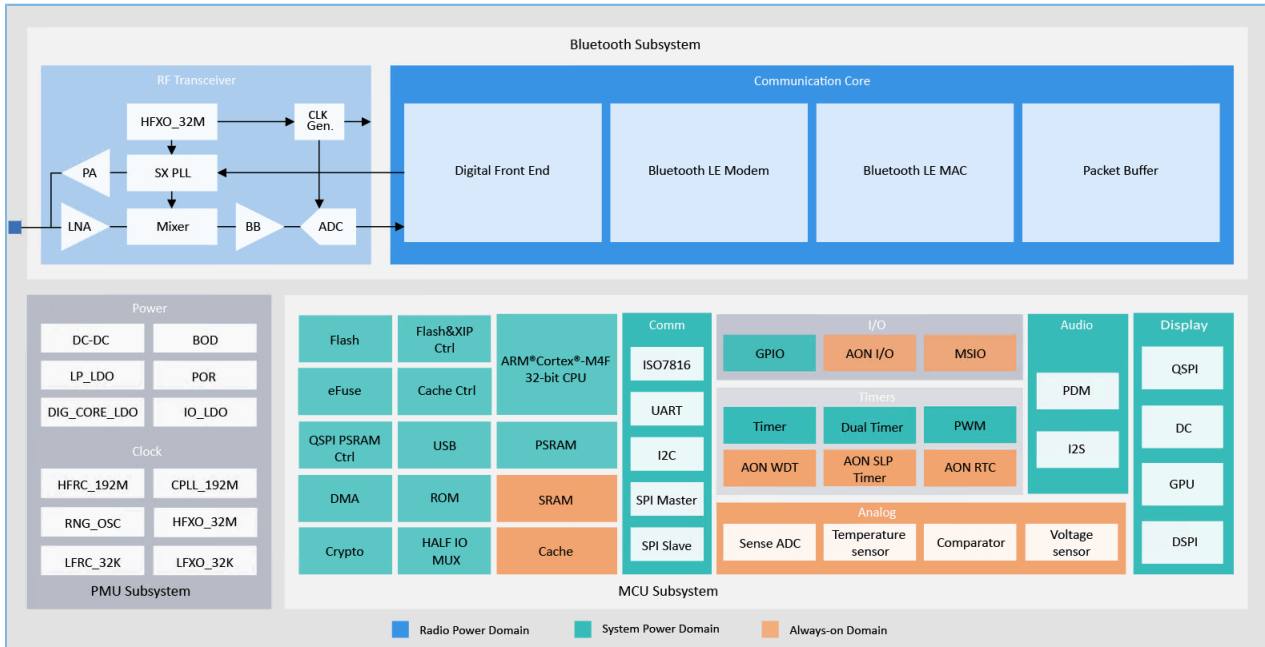 Bluetooth Subsystem
RF Transceiver
HFXO_32M
CLK
Gen.
PA
SX PLL
LNA
Mixer
BB
ADC
Communication Core
Digital Front End
Bluetooth LE Modem
Bluetooth LE MAC
Packet Buffer
Power
DC-DC
BOD
LP_LDO
POR
DIG_CORE_LDO
IO_LDO
Clock
HFRC_192M
CPLL_192M
RNG_OSC
HFXO_32M
LFRC_32K
LFXO_32K
PMU Subsystem
Flash
Flash&XIP
Ctrl
ARM®Cortex®-M4F
32-bit CPU
eFuse
Cache Ctrl
QSPI PSRAM
Ctrl
USB
PSRAM
DMA
ROM
SRAM
Crypto
HALF IO
MUX
Cache
Comm
ISO7816
UART
I2C
SPI Master
SPI Slave
I/O
GPIO
AON I/O
MSIO
Timers
Timer
Dual Timer
PWM
AON WDT
AON SLP
Timer
AON RTC
Analog
Sense ADC
Temperature
sensor
Comparator
Voltage
sensor
Audio
PDM
I2S
Display
QSPI
DC
GPU
DSPI
MCU Subsystem
Radio Power Domain
System Power Domain
Always-on Domain